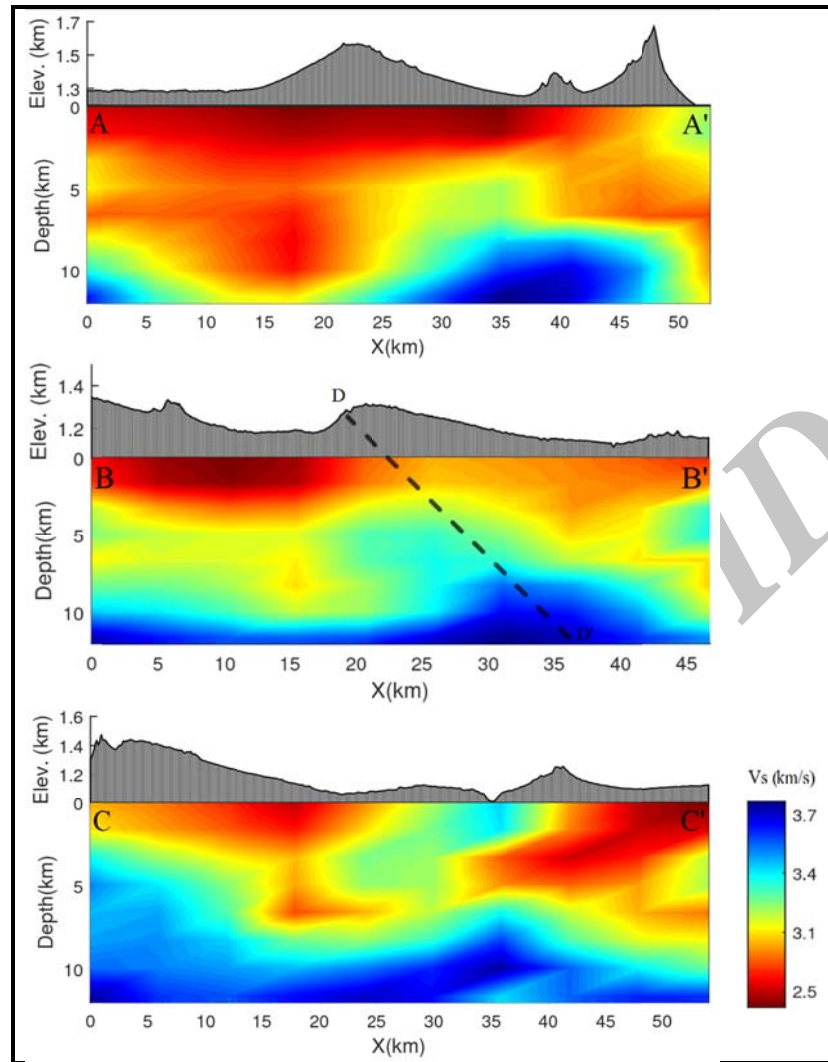 Elev. (km)
1.7
1.5
1.3
0
A
A'
Depth(km)
5
10
0 5 10 15 20 25 30 35 40 45 50
X(km)
Elev. (km)
1.4
1.2
0
D
B
B'
Depth(km)
5
10
D'
0 5 10 15 20 25 30 35 40 45
X(km)
Elev. (km)
1.6
1.4
1.2
0
C
C'
Depth(km)
5
10
0 5 10 15 20 25 30 35 40 45 50
X(km)
Vs (km/s)
3.7
3.1
2.5